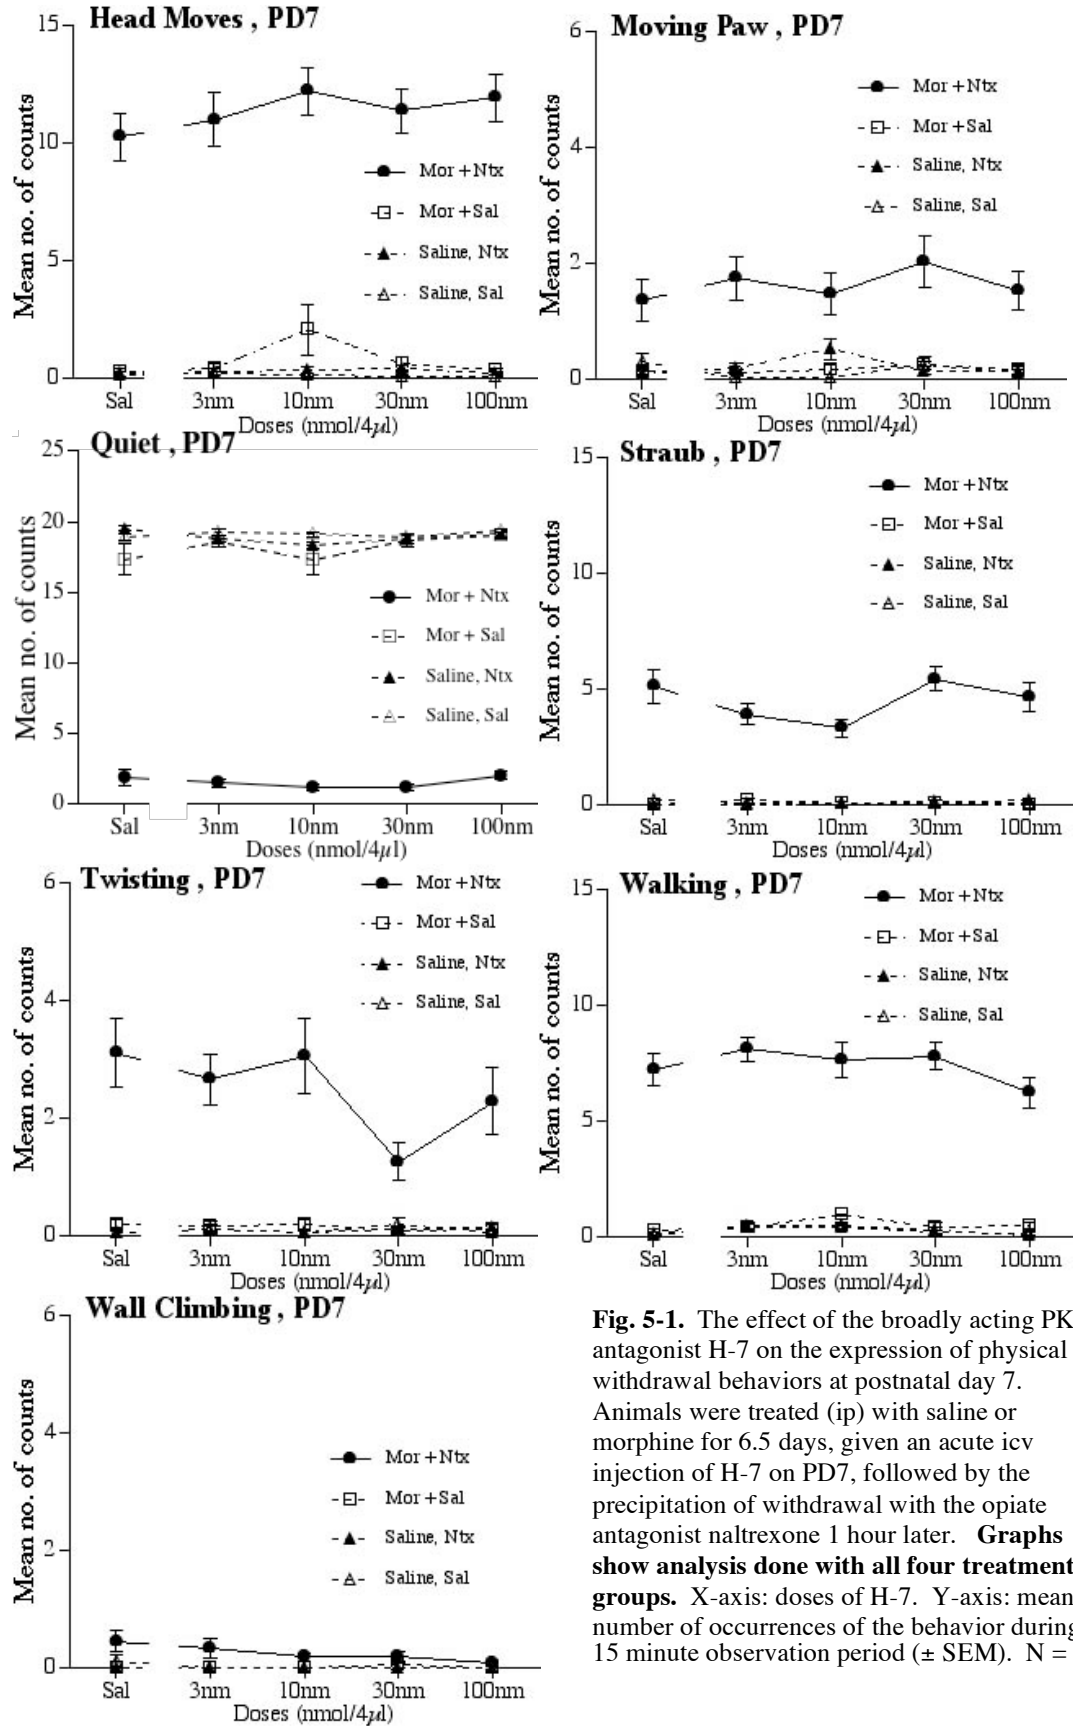 Head Moves , PD7
15
10
5
0
Mean no. of counts
Mor + Ntx
Mor + Sal
Saline, Ntx
Saline, Sal
Sal 3nm 10nm 30nm 100nm
Doses (nmol/4µl)
Moving Paw , PD7
6
4
2
0
Mean no. of counts
Mor + Ntx
Mor + Sal
Saline, Ntx
Saline, Sal
Sal 3nm 10nm 30nm 100nm
Doses (nmol/4µl)
Quiet , PD7
25
20
15
10
5
0
Mean no. of counts
Mor + Ntx
Mor + Sal
Saline, Ntx
Saline, Sal
Sal 3nm 10nm 30nm 100nm
Doses (nmol/4µl)
Straub , PD7
15
10
5
0
Mean no. of counts
Mor + Ntx
Mor + Sal
Saline, Ntx
Saline, Sal
Sal 3nm 10nm 30nm 100nm
Doses (nmol/4µl)
Twisting , PD7
6
4
2
0
Mean no. of counts
Mor + Ntx
Mor + Sal
Saline, Ntx
Saline, Sal
Sal 3nm 10nm 30nm 100nm
Doses (nmol/4µl)
Walking , PD7
15
10
5
0
Mean no. of counts
Mor + Ntx
Mor + Sal
Saline, Ntx
Saline, Sal
Sal 3nm 10nm 30nm 100nm
Doses (nmol/4µl)
Wall Climbing , PD7
6
4
2
0
Mean no. of counts
Mor + Ntx
Mor + Sal
Saline, Ntx
Saline, Sal
Sal 3nm 10nm 30nm 100nm
Doses (nmol/4µl)
Fig. 5-1. The effect of the broadly acting PK
antagonist H-7 on the expression of physical
withdrawal behaviors at postnatal day 7.
Animals were treated (ip) with saline or
morphine for 6.5 days, given an acute icv
injection of H-7 on PD7, followed by the
precipitation of withdrawal with the opiate
antagonist naltrexone 1 hour later. Graphs
show analysis done with all four treatment
groups. X-axis: doses of H-7. Y-axis: mean
number of occurrences of the behavior during
15 minute observation period (± SEM). N =